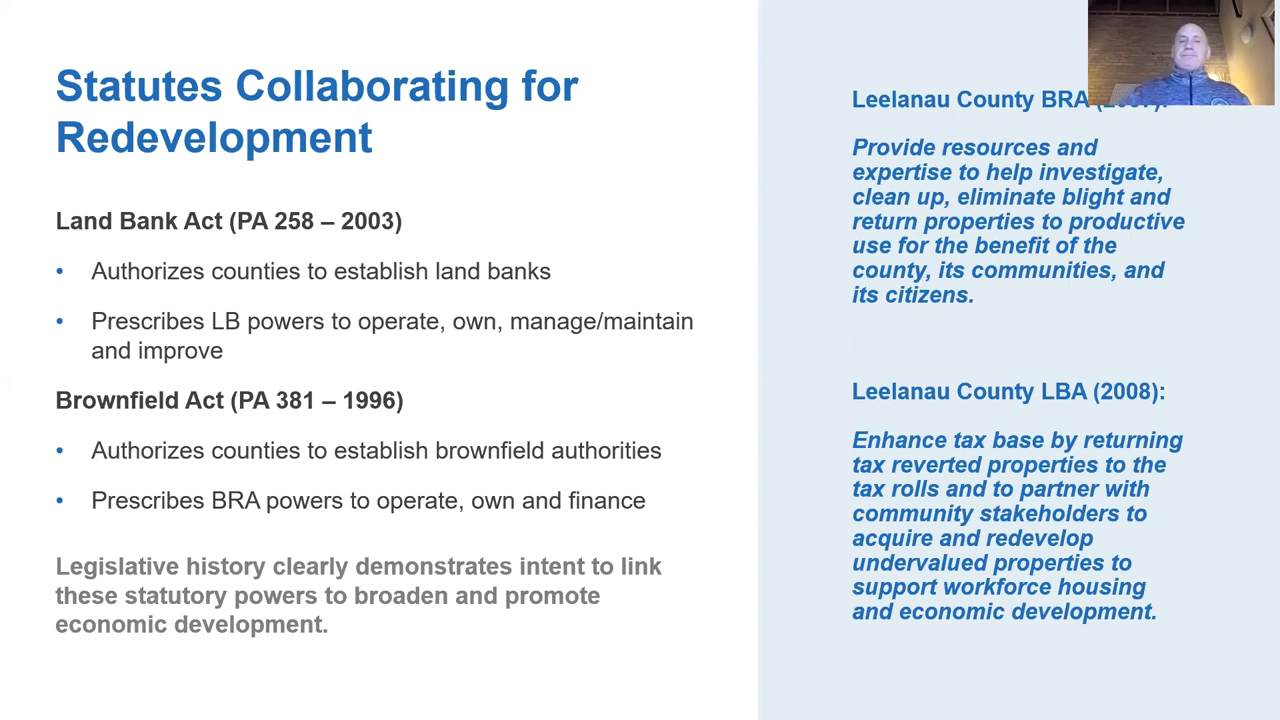 Statutes Collaborating for
Redevelopment
Land Bank Act (PA 258 – 2003)
• Authorizes counties to establish land banks
• Prescribes LB powers to operate, own, manage/maintain
and improve
Brownfield Act (PA 381 – 1996)
• Authorizes counties to establish brownfield authorities
• Prescribes BRA powers to operate, own and finance
Legislative history clearly demonstrates intent to link
these statutory powers to broaden and promote
economic development.
Leelanau County BRA
Provide resources and
expertise to help investigate,
clean up, eliminate blight and
return properties to productive
use for the benefit of the
county, its communities, and
its citizens.
Leelanau County LBA (2008):
Enhance tax base by returning
tax reverted properties to the
tax rolls and to partner with
community stakeholders to
acquire and redevelop
undervalued properties to
support workforce housing
and economic development.